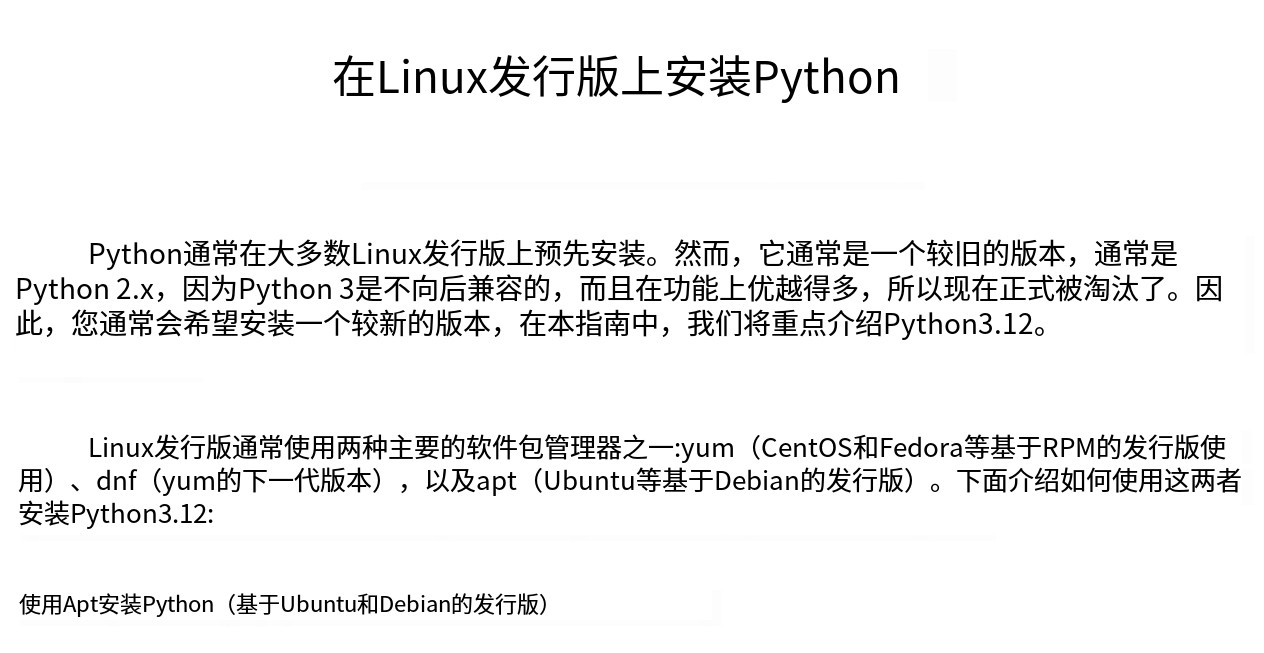 在Linux发行版上安装Python
Python通常在大多数Linux发行版上预先安装。然而，它通常是一个较旧的版本，通常是
Python 2.x，因为Python 3是不向后兼容的，而且在功能上优越得多，所以现在正式被淘汰了。因
此，您通常会希望安装一个较新的版本，在本指南中，我们将重点介绍Python3.12。
Linux发行版通常使用两种主要的软件包管理器之一:yum（CentOS和Fedora等基于RPM的发行版使
用）、dnf（yum的下一代版本），以及apt（Ubuntu等基于Debian的发行版）。下面介绍如何使用这两者
安装Python3.12:
使用Apt安装Python（基于Ubuntu和Debian的发行版）